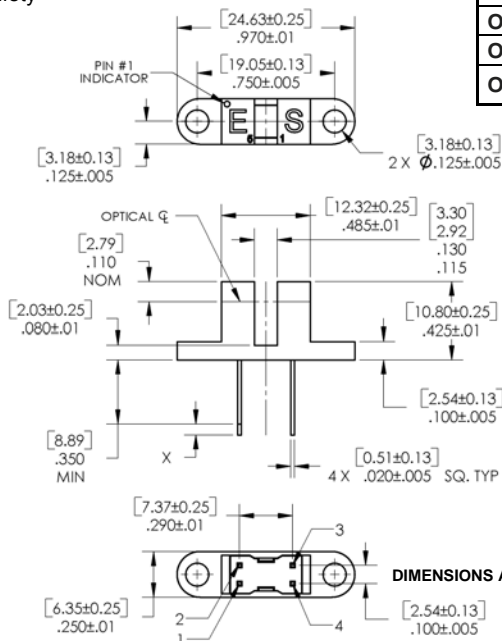 [24.63±0.25]
.970±.01
PIN #1
INDICATOR
[19.05±0.13]
.750±.005
E S
6 1
[3.18±0.13]
.125±.005
[3.18±0.13]
2 X Ø.125±.005
OPTICAL ℄
[12.32±0.25]
.485±.01
[3.30
2.92]
.130
.115
[2.79]
.110
NOM
[2.03±0.25]
.080±.01
[10.80±0.25]
.425±.01
[2.54±0.13]
.100±.005
[8.89]
.350
MIN
X
4 X [0.51±0.13]
.020±.005 SQ. TYP
[7.37±0.25]
.290±.01
3
2
1
4
[6.35±0.25]
.250±.01
DIMENSIONS A
[2.54±0.13]
.100±.005
O
O
O